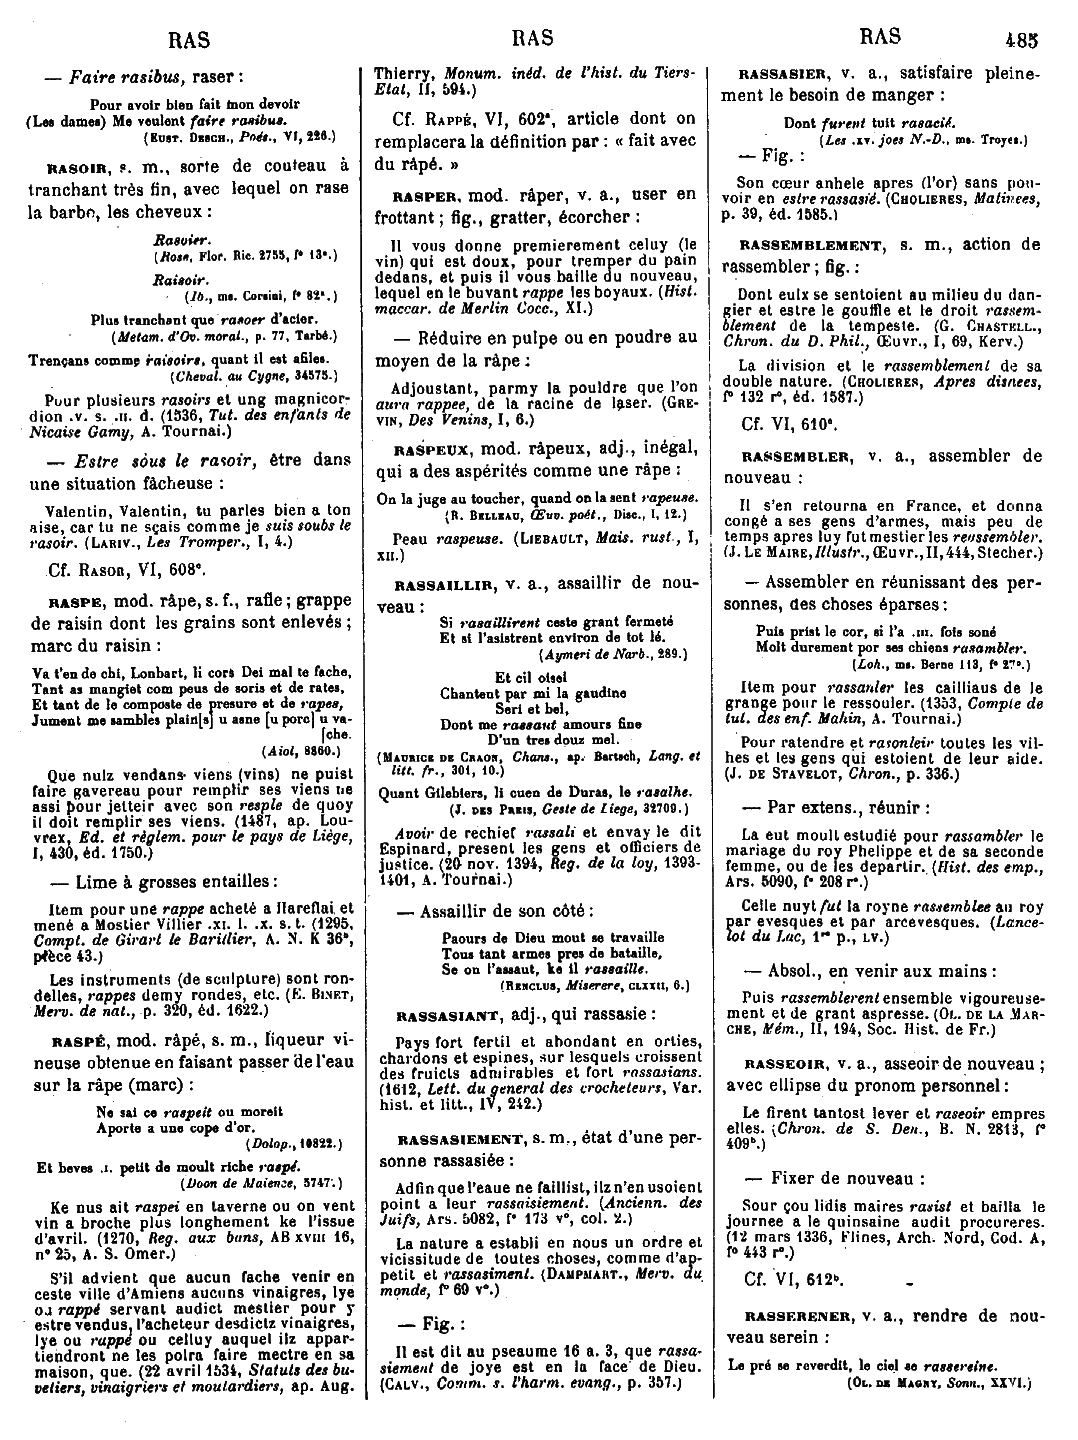 RAS
RAS
RAS
485
— Faire rasibus, raser :
Pour avoir bien fait mon devoir
(Les dames) Me veulent faire rasibus.
(EUST. DESCH., Poés., VI, 226.)
RASOIR, s. m., sorte de couteau à
tranchant très fin, avec lequel on rase
la barbe, les cheveux :
Rasuier.
(Rose, Flor. Ric. 2755, f° 13ᵃ.)
Raisoir.
(Ib., ms. Corsini, f° 82ᵃ.)
Plus tranchant que rasoer d'acier.
(Metam. d'Ov. moral., p. 77, Tarbé.)
Trençans comme raisoirs, quant il est afiles.
(Cheval. au Cygne, 34575.)
Pour plusieurs rasoirs et ung magnicor-
dion .v. s. .II. d. (1536, Tut. des enfants de
Nicaise Gamy, A. Tournai.)
— Estre sous le rasoir, être dans
une situation fâcheuse :
Valentin, Valentin, tu parles bien a ton
aise, car tu ne sçais comme je suis soubs le
rasoir. (LARIV., Les Tromper., I, 4.)
Cf. RASOR, VI, 608ᵉ.
RASPE, mod. râpe, s. f., rafle ; grappe
de raisin dont les grains sont enlevés ;
marc du raisin :
Va t'en de chi, Lonbart, li cors Dei mal te fache,
Tant as mangiet com peus de soris et de rates,
Et tant de le composte de presure et de rapes,
Jument me sambles plain[s] u asne [u porc] u va-
[che.
(Aiol, 8860.)
Que nulz vendans viens (vins) ne puist
faire gavereau pour remplir ses viens ne
assi pour jetteir avec son resple de quoy
il doit remplir ses viens. (1487, ap. Lou-
vrex, Ed. et réglem. pour le pays de Liége,
I, 430, éd. 1750.)
— Lime à grosses entailles :
Item pour une rappe acheté a Hareflai et
mené a Mostier Villier .XI. l. .X. s. t. (1295,
Compt. de Girart le Barillier, A. N. K 36ᵃ,
pièce 43.)
Les instruments (de sculpture) sont ron-
delles, rappes demy rondes, etc. (E. BINET,
Merv. de nat., p. 320, éd. 1622.)
RASPÉ, mod. râpé, s. m., liqueur vi-
neuse obtenue en faisant passer de l'eau
sur la râpe (marc) :
Ne sai ce raspeit ou moreit
Aporte a une cope d'or.
(Dolop., 10822.)
Et beves .I. petit de moult riche raspé.
(Doon de Maience, 5747.)
Ke nus ait raspei en taverne ou on vent
vin a broche plus longhement ke l'issue
d'avril. (1270, Reg. aux bans, AB XVIII 16,
n° 25, A. S. Omer.)
S'il advient que aucun fache venir en
ceste ville d'Amiens aucuns vinaigres, lye
ou rappé servant audict mestier pour y
estre vendus, l'acheteur desdictz vinaigres,
lye ou rappé ou celluy auquel ilz appar-
tiendront ne les polra faire mectre en sa
maison, que. (22 avril 1534, Statuts des bu-
vetiers, vinaigriers et moutardiers, ap. Aug.
Thierry, Monum. inéd. de l'hist. du Tiers-
Etat, II, 594.)
Cf. RAPPÉ, VI, 602ᵃ, article dont on
remplacera la définition par : « fait avec
du râpé. »
RASPER, mod. râper, v. a., user en
frottant ; fig., gratter, écorcher :
Il vous donne premierement celuy (le
vin) qui est doux, pour tremper du pain
dedans, et puis il vous baille du nouveau,
lequel en le buvant rappe les boyaux. (Hist.
maccar. de Merlin Cocc., XI.)
— Réduire en pulpe ou en poudre au
moyen de la râpe :
Adjoustant, parmy la pouldre que l'on
aura rappee, de la racine de laser. (GRE-
VIN, Des Venins, I, 6.)
RASPEUX, mod. râpeux, adj., inégal,
qui a des aspérités comme une râpe :
On la juge au toucher, quand on la sent rapeuse.
(R. BELLEAU, Œuv. poét., Disc., I, 12.)
Peau raspeuse. (LIEBAULT, Mais. rust., I,
XII.)
RASSAILLIR, v. a., assaillir de nou-
veau :
Si rasaillirent ceste grant fermeté
Et si l'asistrent environ de tot lé.
(Aymeri de Narb., 289.)
Et cil oisel
Chantent par mi la gaudine
Seri et bel,
Dont me rassaut amours fine
D'un tres douz mel.
(MAURICE DE CRAON, Chans., ap. Bartsch, Lang. et
litt. fr., 301, 10.)
Quant Gileblers, li cuen de Duras, le rasalhe.
(J. DES PREIS, Geste de Liege, 32709.)
Avoir de rechief rassali et envay le dit
Espinard, present les gens et officiers de
justice. (20 nov. 1394, Reg. de la loy, 1393-
1401, A. Tournai.)
— Assaillir de son côté :
Paours de Dieu mout se travaille
Tous tant armes pres de bataille,
Se on l'assaut, ke il rassaille.
(RENCLUS, Miserere, CLXXII, 6.)
RASSASIANT, adj., qui rassasie :
Pays fort fertil et abondant en orties,
chardons et espines, sur lesquels croissent
des fruicts admirables et fort rassasians.
(1612, Lett. du general des crocheteurs, Var.
hist. et litt., IV, 242.)
RASSASIEMENT, s. m., état d'une per-
sonne rassasiée :
Adfin que l'eaue ne faillist, ilz n'en usoient
point a leur rassaisiement. (Ancienn. des
Juifs, Ars. 5082, f° 173 v°, col. 2.)
La nature a establi en nous un ordre et
vicissitude de toutes choses, comme d'ap-
petit et rassasiment. (DAMPMART., Merv. du
monde, f° 69 v°.)
— Fig. :
Il est dit au pseaume 16 a. 3, que rassa-
siement de joye est en la face de Dieu.
(CALV., Comm. s. l'harm. evang., p. 357.)
RASSASIER, v. a., satisfaire pleine-
ment le besoin de manger :
Dont furent tuit rasacié.
(Les .XV. joes N.-D., ms. Troyes.)
— Fig. :
Son cœur anhele apres (l'or) sans pou-
voir en estre rassasié. (CHOLIERES, Matinees,
p. 39, éd. 1585.)
RASSEMBLEMENT, s. m., action de
rassembler ; fig. :
Dont eulx se sentoient au milieu du dan-
gier et estre le gouffle et le droit rassem-
blement de la tempeste. (G. CHASTELL.,
Chron. du D. Phil., Œuvr., I, 69, Kerv.)
La division et le rassemblement de sa
double nature. (CHOLIERES, Apres disnees,
f° 132 r°, éd. 1587.)
Cf. VI, 610ᵃ.
RASSEMBLER, v. a., assembler de
nouveau :
Il s'en retourna en France, et donna
congé a ses gens d'armes, mais peu de
temps apres luy fut mestier les reassembler.
(J. LE MAIRE, Illustr., Œuvr., II, 444, Stecher.)
— Assembler en réunissant des per-
sonnes, des choses éparses :
Puis prist le cor, si l'a .III. fois soné
Molt durement por ses chiens rasambler.
(Loh., ms. Berne 113, f° 27ᵇ.)
Item pour rassanler les cailliaus de le
grange pour le ressouler. (1353, Compte de
tut. des enf. Mahin, A. Tournai.)
Pour ratendre et rasonleir toutes les vil-
hes et les gens qui estoient de leur aide.
(J. DE STAVELOT, Chron., p. 336.)
— Par extens., réunir :
La eut moult estudié pour rassambler le
mariage du roy Phelippe et de sa seconde
femme, ou de les departir. (Hist. des emp.,
Ars. 5090, f° 208 r°.)
Celle nuyt fut la royne rassemblee au roy
par evesques et par arcevesques. (Lance-
lot du Lac, 1ʳᵉ p., LV.)
— Absol., en venir aux mains :
Puis rassemblerent ensemble vigoureuse-
ment et de grant aspresse. (OL. DE LA MAR-
CHE, Mém., II, 194, Soc. Hist. de Fr.)
RASSEOIR, v. a., asseoir de nouveau ;
avec ellipse du pronom personnel :
Le firent tantost lever et raseoir empres
elles. (Chron. de S. Den., B. N. 2813, f°
409ᵇ.)
— Fixer de nouveau :
Sour çou lidis maires rasist et bailla le
journee a le quinsaine audit procureres.
(12 mars 1336, Flines, Arch. Nord, Cod. A,
f° 443 r°.)
Cf. VI, 612ᵇ.
RASSERENER, v. a., rendre de nou-
veau serein :
Le pré se reverdit, le ciel se rassereine.
(OL. DE MAGNY, Sonn., XXVI.)